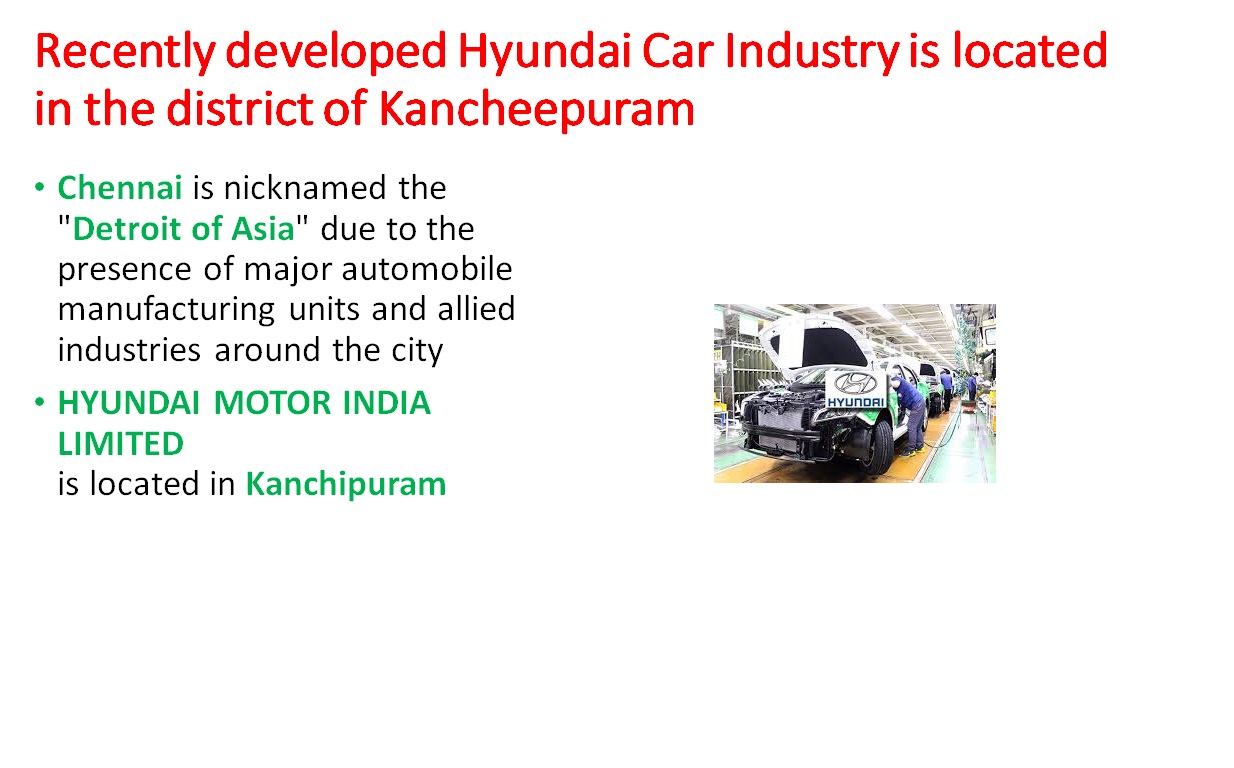 Recently developed Hyundai Car Industry is located
in the district of Kancheepuram
• Chennai is nicknamed the
"Detroit of Asia" due to the
presence of major automobile
manufacturing units and allied
industries around the city
• HYUNDAI MOTOR INDIA
LIMITED
is located in Kanchipuram
HYUNDAI